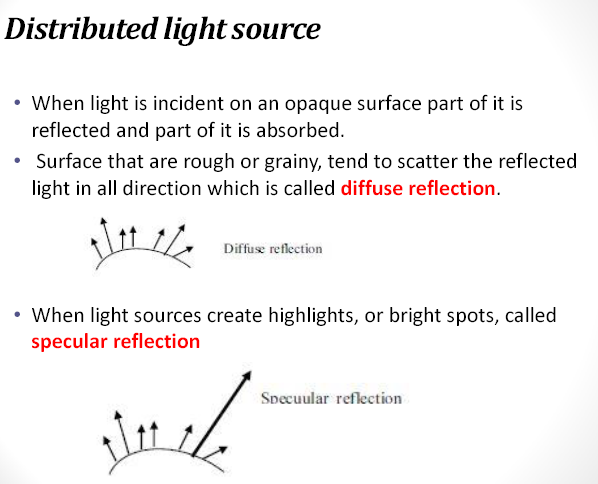 Distributed light source
• When light is incident on an opaque surface part of it is
reflected and part of it is absorbed.
• Surface that are rough or grainy, tend to scatter the reflected
light in all direction which is called diffuse reflection.
Diffuse reflection
• When light sources create highlights, or bright spots, called
specular reflection
Specuular reflection